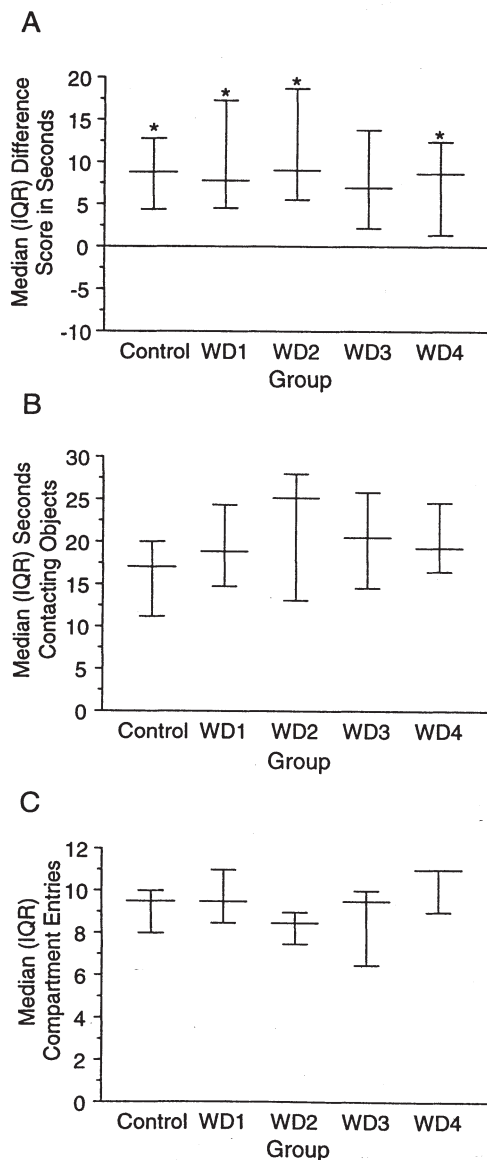 A
Median (IQR) Difference
Score in Seconds
20
15
10
5
0
-5
-10
*
*
*
*
Control WD1 WD2 WD3 WD4
Group
B
Median (IQR) Seconds
Contacting Objects
30
25
20
15
10
5
0
Control WD1 WD2 WD3 WD4
Group
C
Median (IQR)
Compartment Entries
12
10
8
6
4
2
0
Control WD1 WD2 WD3 WD4
Group